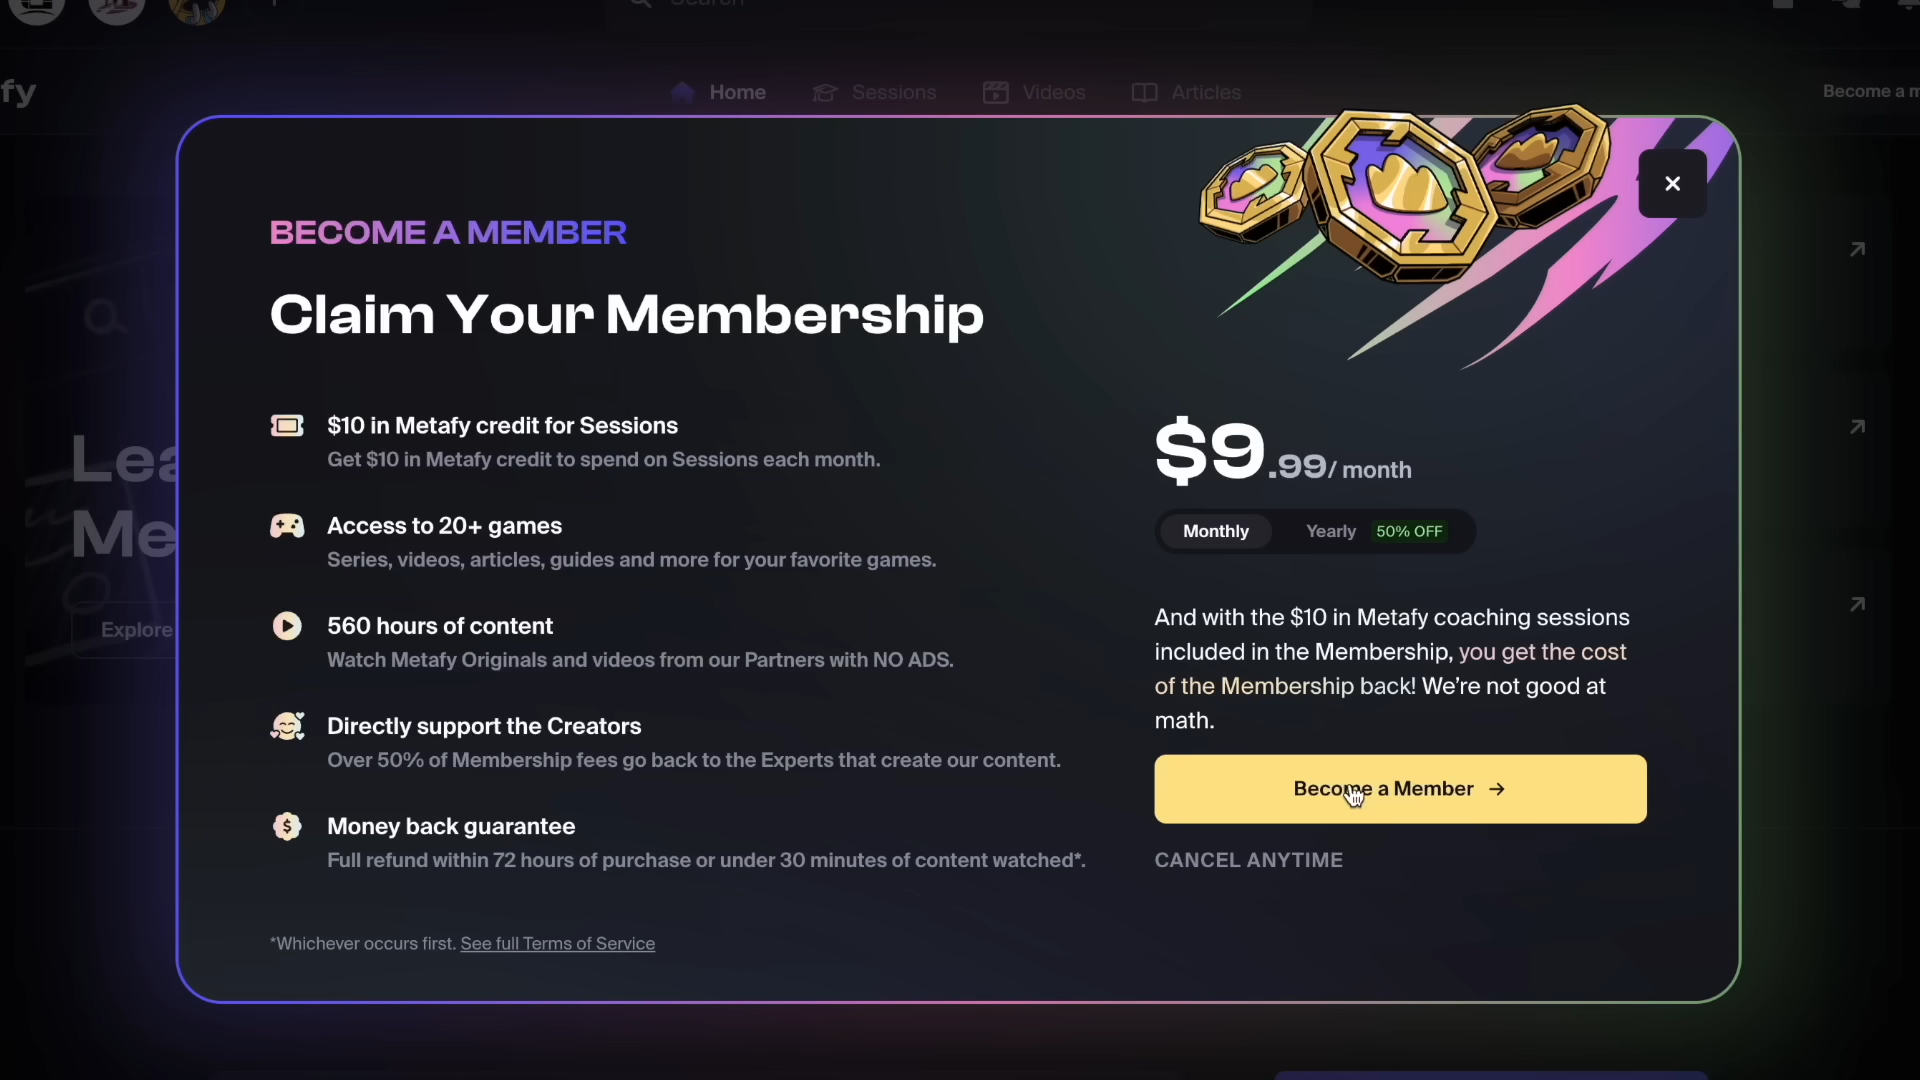 Search
fy
Home
Sessions
Videos
Articles
Become a m
BECOME A MEMBER
Claim Your Membership
$10 in Metafy credit for Sessions
Get $10 in Metafy credit to spend on Sessions each month.
Access to 20+ games
Series, videos, articles, guides and more for your favorite games.
560 hours of content
Watch Metafy Originals and videos from our Partners with NO ADS.
Directly support the Creators
Over 50% of Membership fees go back to the Experts that create our content.
Money back guarantee
Full refund within 72 hours of purchase or under 30 minutes of content watched*.
*Whichever occurs first. See full Terms of Service
$9.99/ month
Monthly
Yearly 50% OFF
And with the $10 in Metafy coaching sessions
included in the Membership, you get the cost
of the Membership back! We’re not good at
math.
Become a Member →
CANCEL ANYTIME
Lea
Me
Explore